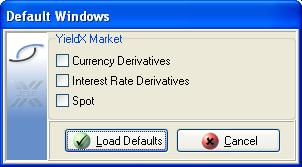 Default Windows
YieldX Market
Currency Derivatives
Interest Rate Derivatives
Spot
Load Defaults
Cancel